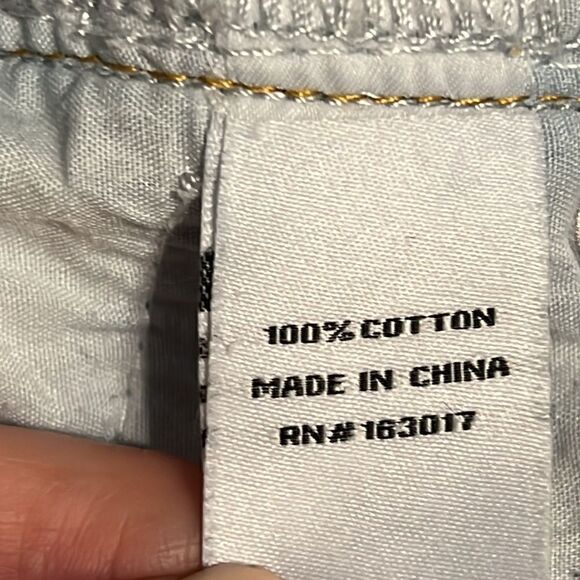 100% COTTON
MADE IN CHINA
RN# 163017